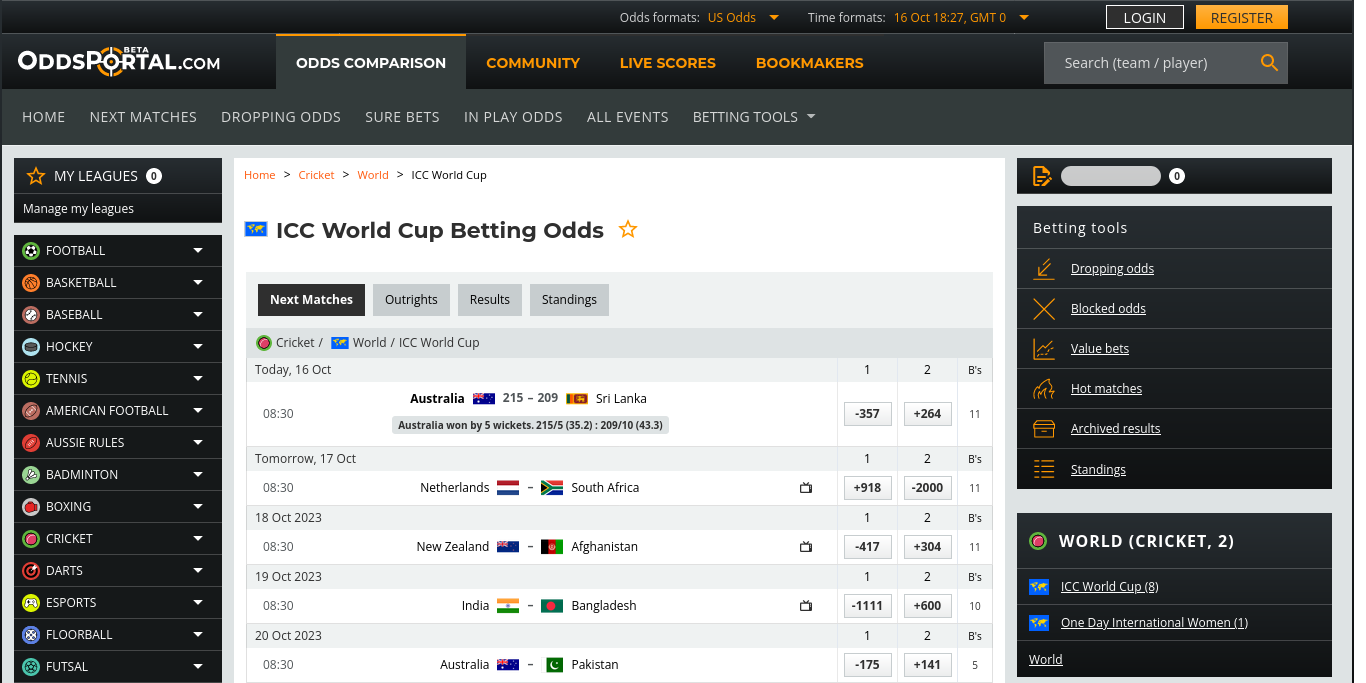 Odds formats: US Odds Time formats: 16 Oct 18:27, GMT 0 LOGIN REGISTER
ODDSPORTAL.COM BETA ODDS COMPARISON COMMUNITY LIVE SCORES BOOKMAKERS Search (team / player)
HOME NEXT MATCHES DROPPING ODDS SURE BETS IN PLAY ODDS ALL EVENTS BETTING TOOLS
MY LEAGUES 0
Manage my leagues
FOOTBALL
BASKETBALL
BASEBALL
HOCKEY
TENNIS
AMERICAN FOOTBALL
AUSSIE RULES
BADMINTON
BOXING
CRICKET
DARTS
ESPORTS
FLOORBALL
FUTSAL
Home > Cricket > World > ICC World Cup
ICC World Cup Betting Odds
Next Matches Outrights Results Standings
Cricket / World / ICC World Cup
Today, 16 Oct 1 2 B's
08:30 Australia 215 – 209 Sri Lanka -357 +264 11
Australia won by 5 wickets. 215/5 (35.2) : 209/10 (43.3)
Tomorrow, 17 Oct 1 2 B's
08:30 Netherlands – South Africa +918 -2000 11
18 Oct 2023 1 2 B's
08:30 New Zealand – Afghanistan -417 +304 11
19 Oct 2023 1 2 B's
08:30 India – Bangladesh -1111 +600 10
20 Oct 2023 1 2 B's
08:30 Australia – Pakistan -175 +141 5
0
Betting tools
Dropping odds
Blocked odds
Value bets
Hot matches
Archived results
Standings
WORLD (CRICKET, 2)
ICC World Cup (8)
One Day International Women (1)
World